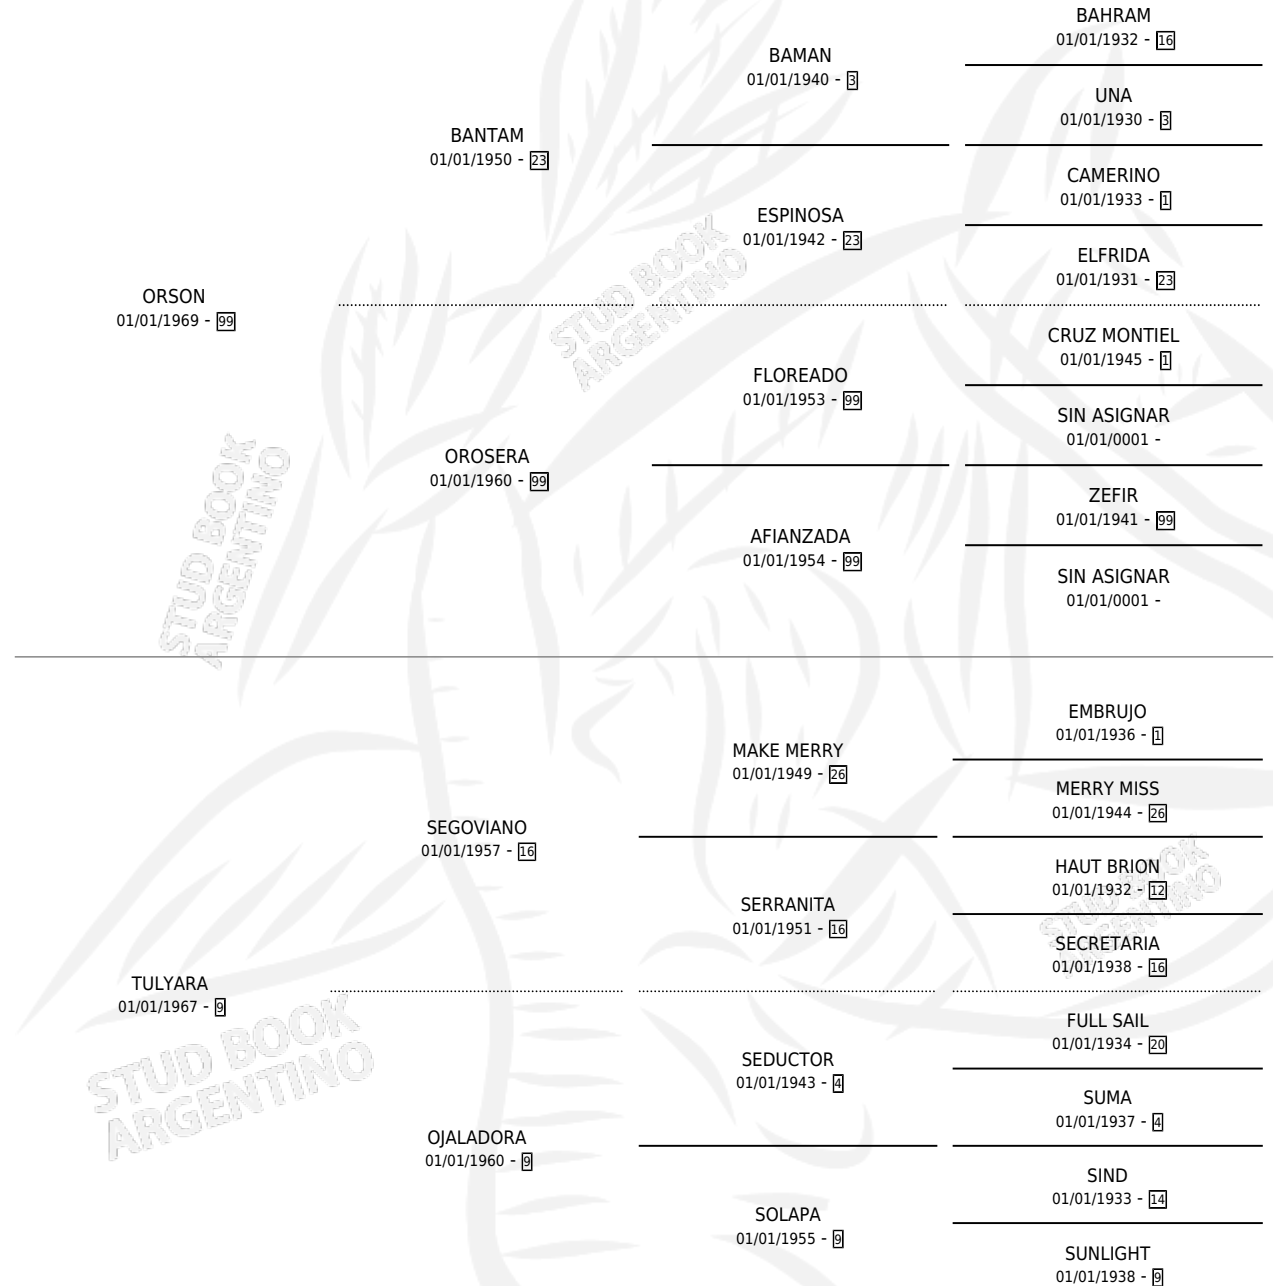 BAHRAM
01/01/1932 - 16
BAMAN
01/01/1940 - 3
UNA
01/01/1930 - 3
BANTAM
01/01/1950 - 23
CAMERINO
01/01/1933 - 1
ESPINOSA
01/01/1942 - 23
ELFRIDA
01/01/1931 - 23
ORSON
01/01/1969 - 99
CRUZ MONTIEL
01/01/1945 - 1
FLOREADO
01/01/1953 - 99
SIN ASIGNAR
01/01/0001 -
OROSERA
01/01/1960 - 99
ZEFIR
01/01/1941 - 99
AFIANZADA
01/01/1954 - 99
SIN ASIGNAR
01/01/0001 -
EMBRUJO
01/01/1936 - 1
MAKE MERRY
01/01/1949 - 26
MERRY MISS
01/01/1944 - 26
SEGOVIANO
01/01/1957 - 16
HAUT BRION
01/01/1932 - 12
SERRANITA
01/01/1951 - 16
SECRETARIA
01/01/1938 - 16
TULYARA
01/01/1967 - 9
FULL SAIL
01/01/1934 - 20
SEDUCTOR
01/01/1943 - 4
SUMA
01/01/1937 - 4
OJALADORA
01/01/1960 - 9
SIND
01/01/1933 - 14
SOLAPA
01/01/1955 - 9
SUNLIGHT
01/01/1938 - 9
STUD BOOK
ARGENTINO
STUD BOOK
ARGENTINO
STUD BOOK
ARGENTINO
STUD BOOK
ARGENTINO